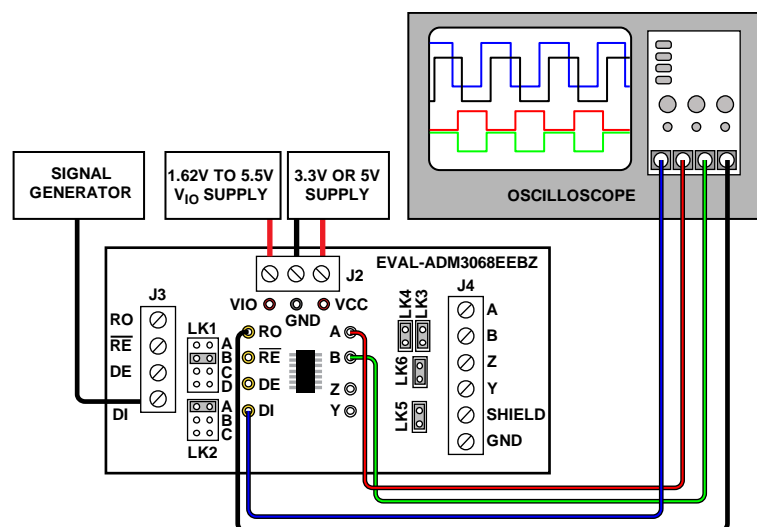 OSCILLOSCOPE
SIGNAL
GENERATOR
1.62V TO 5.5V
VIO SUPPLY
3.3V OR 5V
SUPPLY
EVAL-ADM3068EEBZ
J2
VIO
GND
VCC
J3
RO
RE
DE
DI
LK1
A
B
C
D
A
B
C
LK2
RO
RE
DE
DI
A
B
Z
Y
LK4
LK3
LK6
LK5
J4
A
B
Z
Y
SHIELD
GND